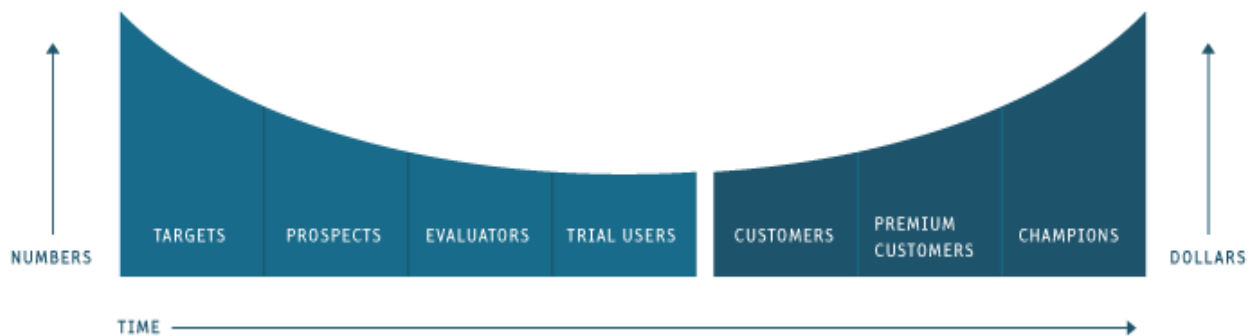 TARGETS
PROSPECTS
EVALUATORS
TRIAL USERS
CUSTOMERS
PREMIUM
CUSTOMERS
CHAMPIONS
NUMBERS
DOLLARS
TIME